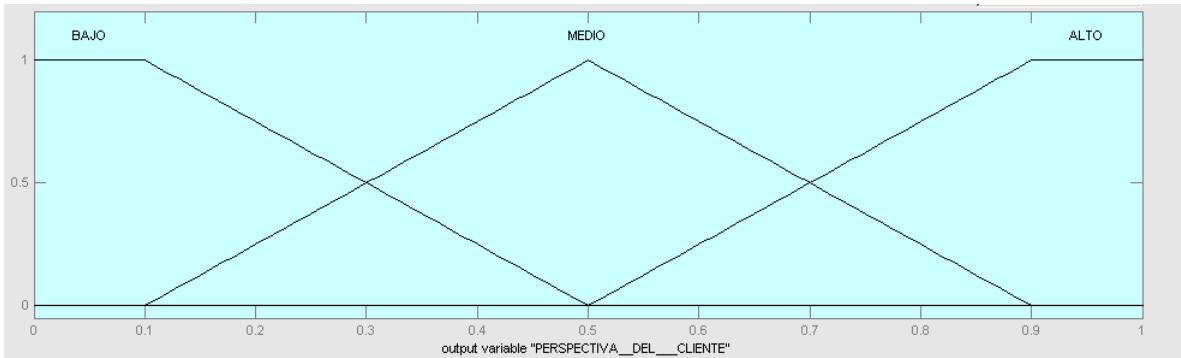 BAJO MEDIO ALTO
1
0.5
0
0 0.1 0.2 0.3 0.4 0.5 0.6 0.7 0.8 0.9 1
output variable "PERSPECTIVA__DEL___CLIENTE"